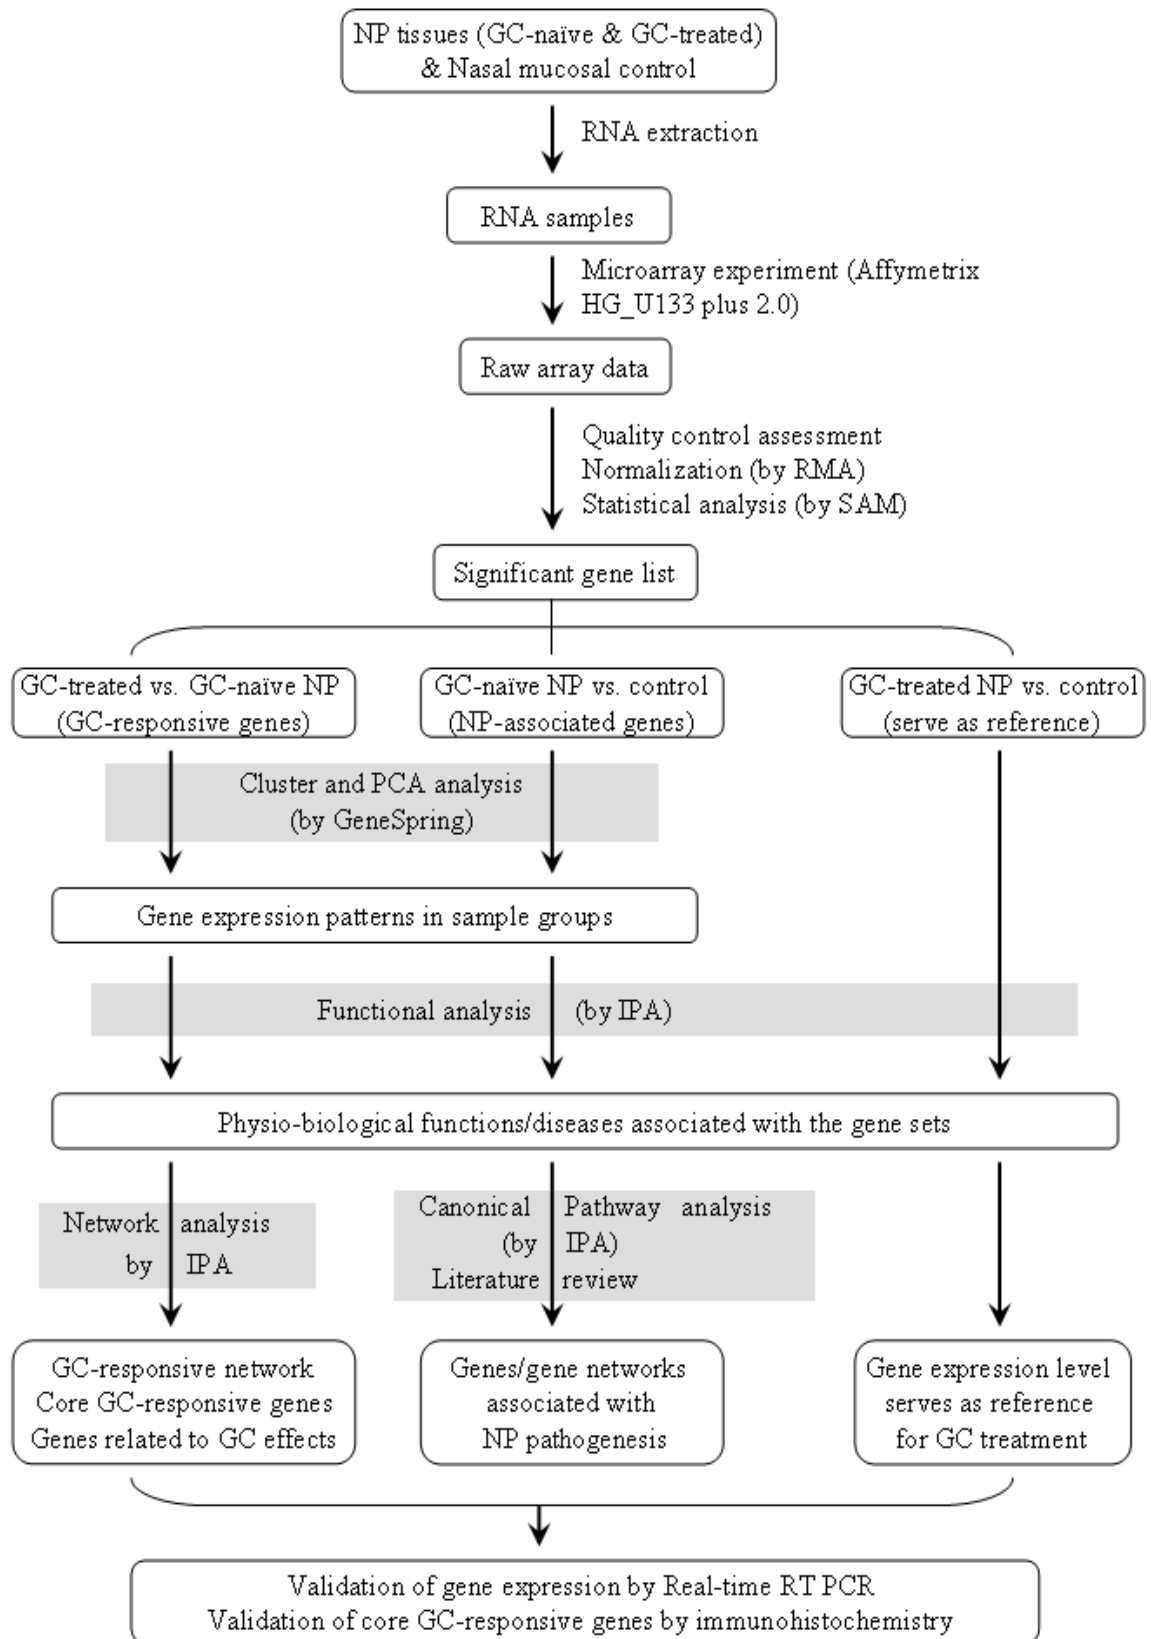 NP tissues (GC-naïve & GC-treated)
& Nasal mucosal control
RNA extraction
RNA samples
Microarray experiment (Affymetrix
HG_U133 plus 2.0)
Raw array data
Quality control assessment
Normalization (by RMA)
Statistical analysis (by SAM)
Significant gene list
GC-treated vs. GC-naïve NP
(GC-responsive genes)
GC-naïve NP vs. control
(NP-associated genes)
GC-treated NP vs. control
(serve as reference)
Cluster and PCA analysis
(by GeneSpring)
Gene expression patterns in sample groups
Functional analysis (by IPA)
Physio-biological functions/diseases associated with the gene sets
Network analysis
by IPA
Canonical Pathway analysis
(by IPA)
Literature review
GC-responsive network
Core GC-responsive genes
Genes related to GC effects
Genes/gene networks
associated with
NP pathogenesis
Gene expression level
serves as reference
for GC treatment
Validation of gene expression by Real-time RT PCR
Validation of core GC-responsive genes by immunohistochemistry